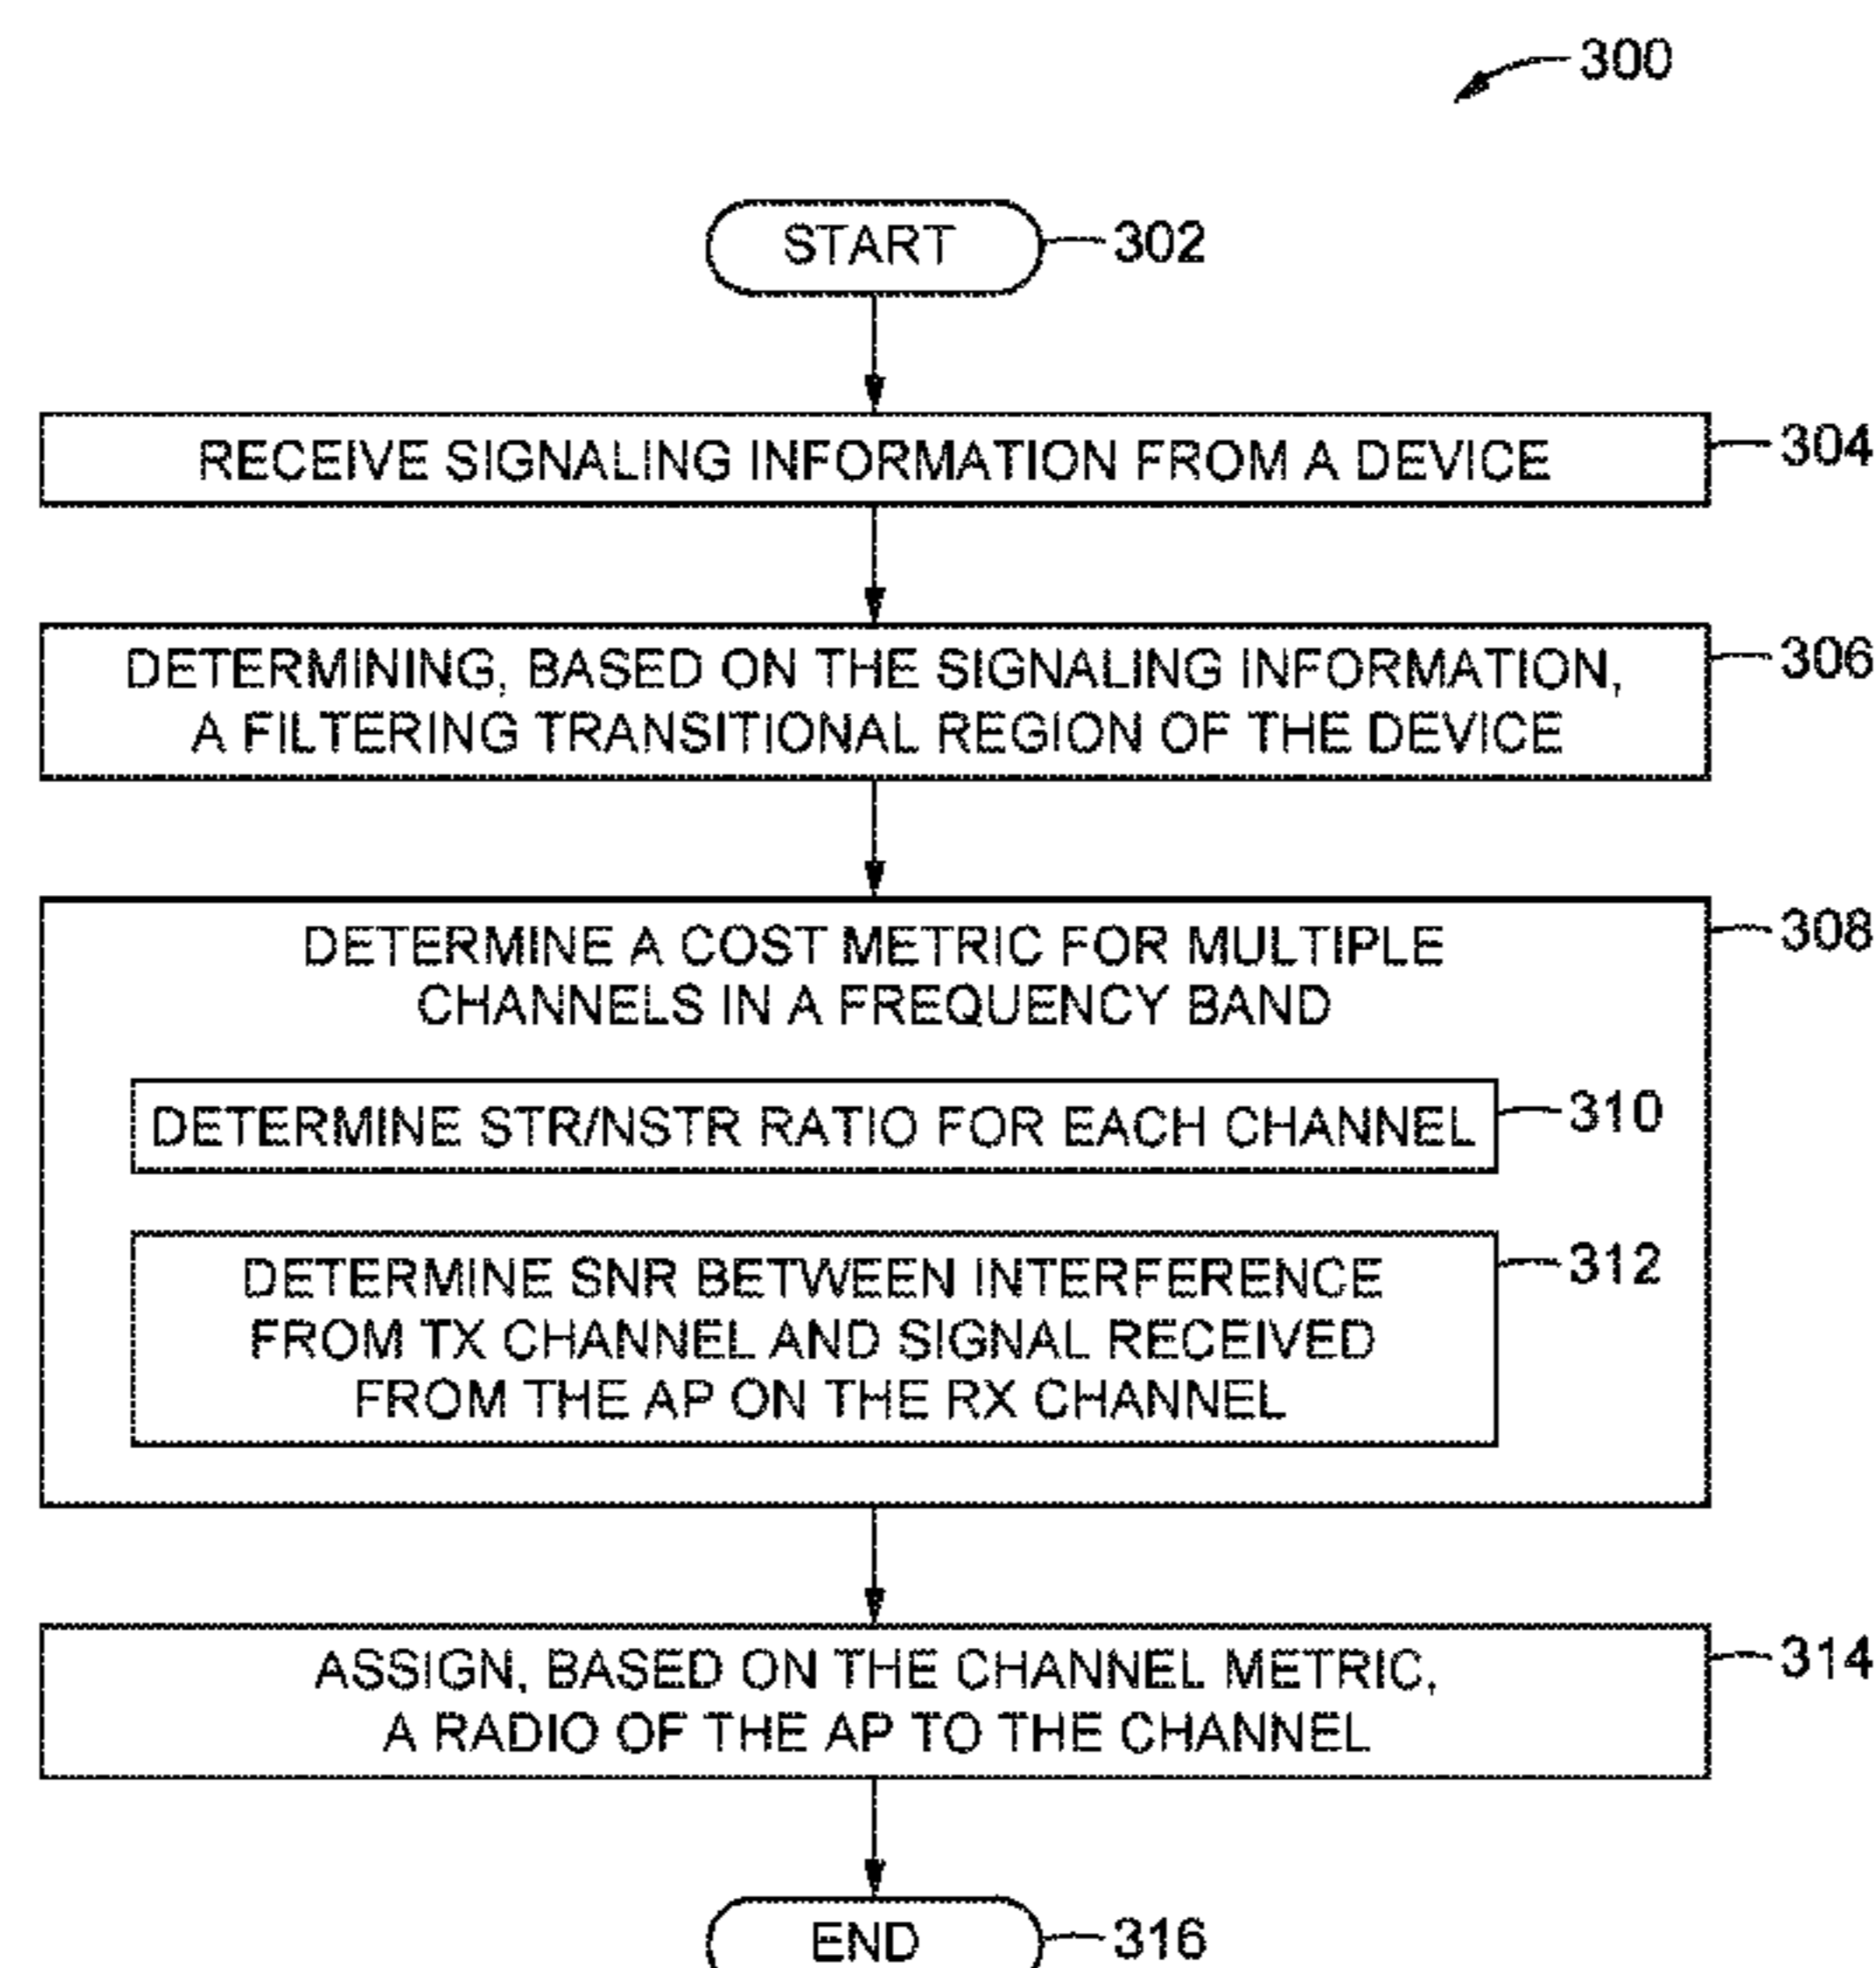 300
START
302
RECEIVE SIGNALING INFORMATION FROM A DEVICE
304
DETERMINING, BASED ON THE SIGNALING INFORMATION,
A FILTERING TRANSITIONAL REGION OF THE DEVICE
306
DETERMINE A COST METRIC FOR MULTIPLE
CHANNELS IN A FREQUENCY BAND
308
DETERMINE STR/NSTR RATIO FOR EACH CHANNEL
310
DETERMINE SNR BETWEEN INTERFERENCE
FROM TX CHANNEL AND SIGNAL RECEIVED
FROM THE AP ON THE RX CHANNEL
312
ASSIGN, BASED ON THE CHANNEL METRIC,
A RADIO OF THE AP TO THE CHANNEL
314
END
316